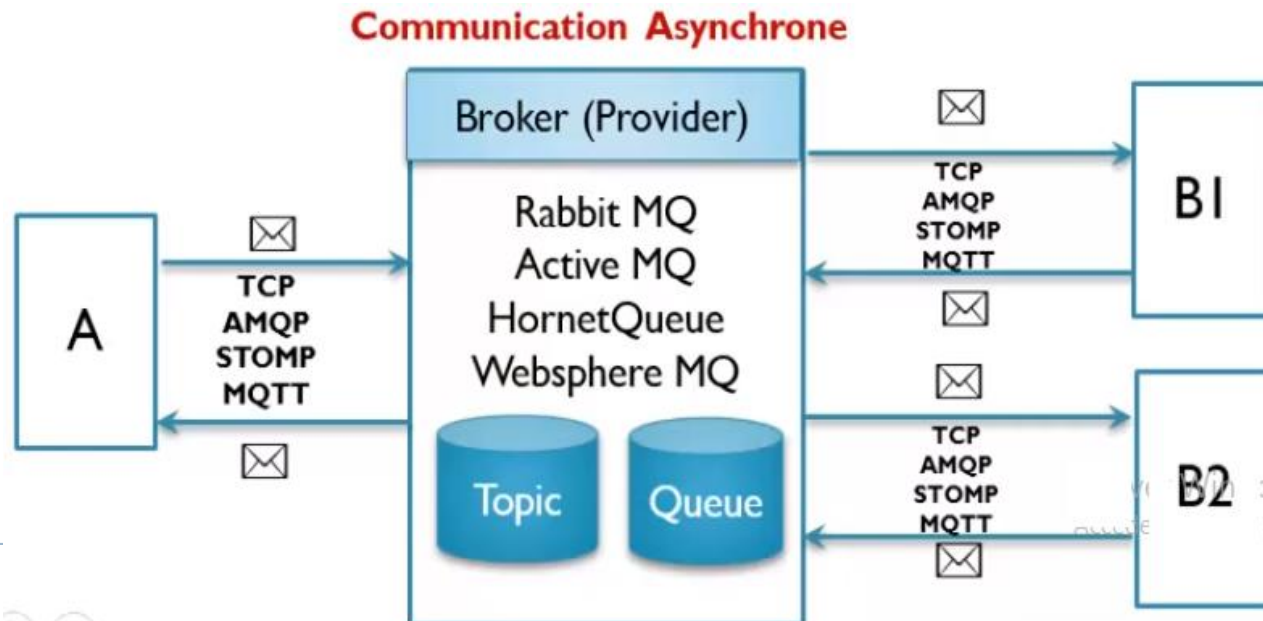 Communication Asynchrone
Broker (Provider)
Rabbit MQ
Active MQ
HornetQueue
Websphere MQ
Topic
Queue
A
TCP
AMQP
STOMP
MQTT
TCP
AMQP
STOMP
MQTT
B1
TCP
AMQP
STOMP
MQTT
B2